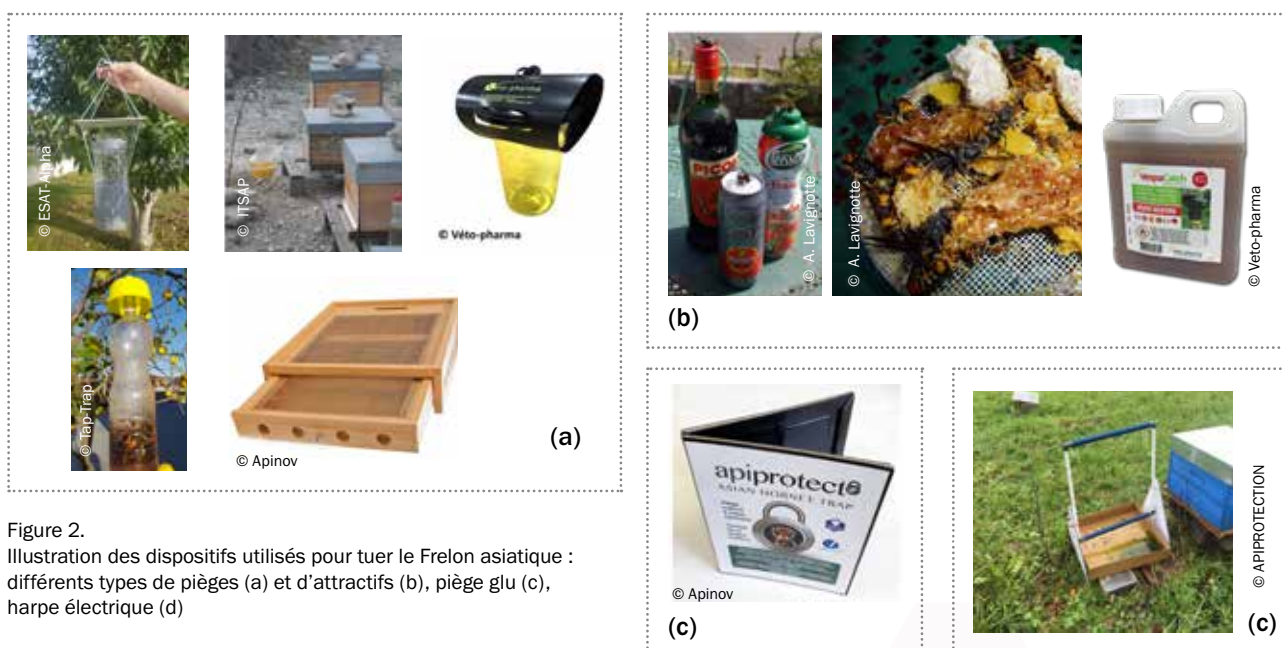 © ESAT-Alpha
© ITSAP
© Véto-pharma
© Tap-Trap
© Apinov
(a)
© A. Lavignotte
© A. Lavignotte
VespaCatch
© Veto-pharma
(b)
apiprotect
ASIAN HORNET TRAP
© Apinov
(c)
© APIPROTECTION
(c)
Figure 2.
Illustration des dispositifs utilisés pour tuer le Frelon asiatique :
différents types de pièges (a) et d'attractifs (b), piège glu (c),
harpe électrique (d)